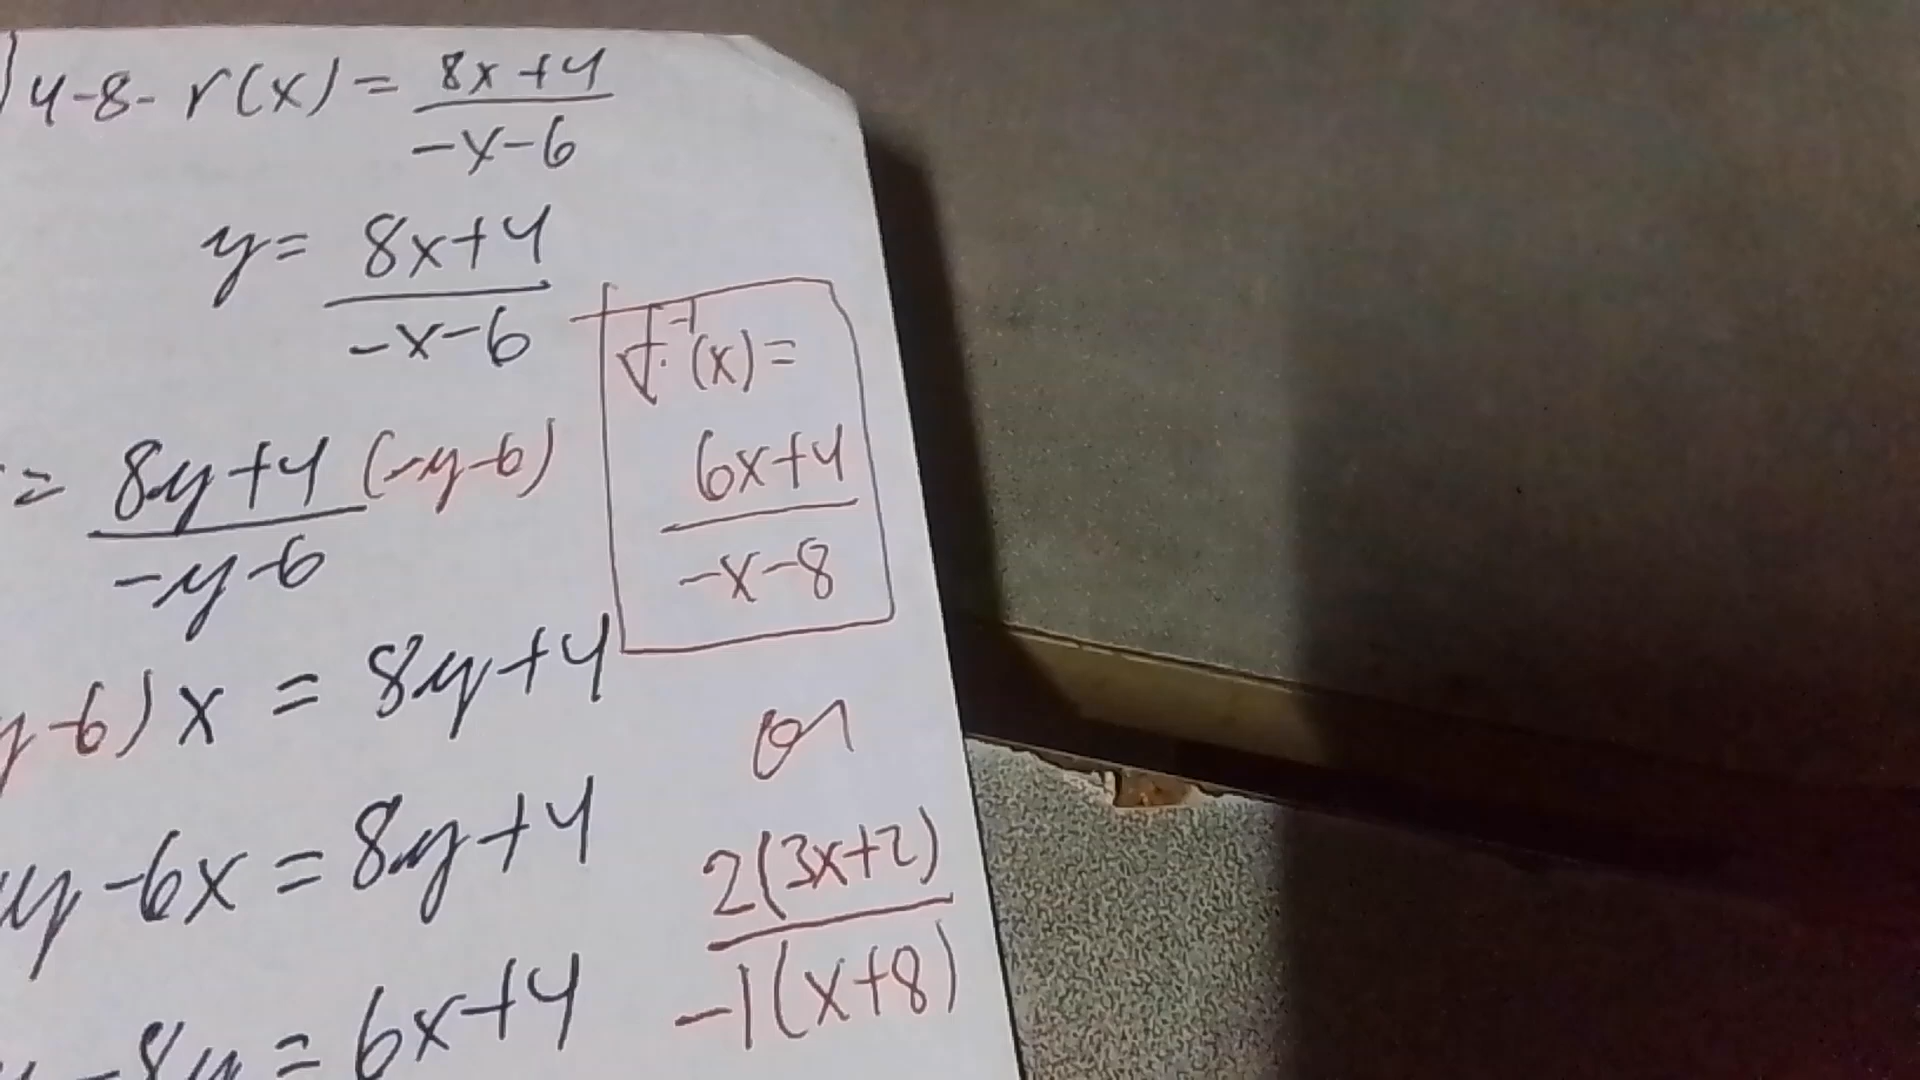 ) 4-8- r(x) = 8x+4
-x-6
y = 8x+4
-x-6
= 8y+4 (-y-6)
-y-6
y-6) x = 8y+4
y -6x = 8y+4
-8y = 6x+4
-1 (x) =
6x+4
-x-8
or
2(3x+2)
-1(x+8)